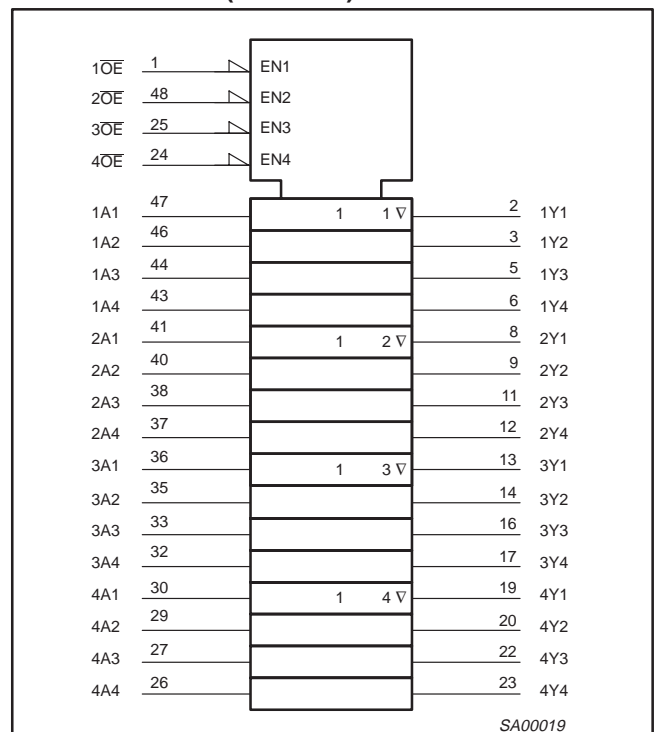 1O̅E̅ 1 EN1
2O̅E̅ 48 EN2
3O̅E̅ 25 EN3
4O̅E̅ 24 EN4
1A1 47 1 1 ∇ 2 1Y1
1A2 46 3 1Y2
1A3 44 5 1Y3
1A4 43 6 1Y4
2A1 41 1 2 ∇ 8 2Y1
2A2 40 9 2Y2
2A3 38 11 2Y3
2A4 37 12 2Y4
3A1 36 1 3 ∇ 13 3Y1
3A2 35 14 3Y2
3A3 33 16 3Y3
3A4 32 17 3Y4
4A1 30 1 4 ∇ 19 4Y1
4A2 29 20 4Y2
4A3 27 22 4Y3
4A4 26 23 4Y4
SA00019